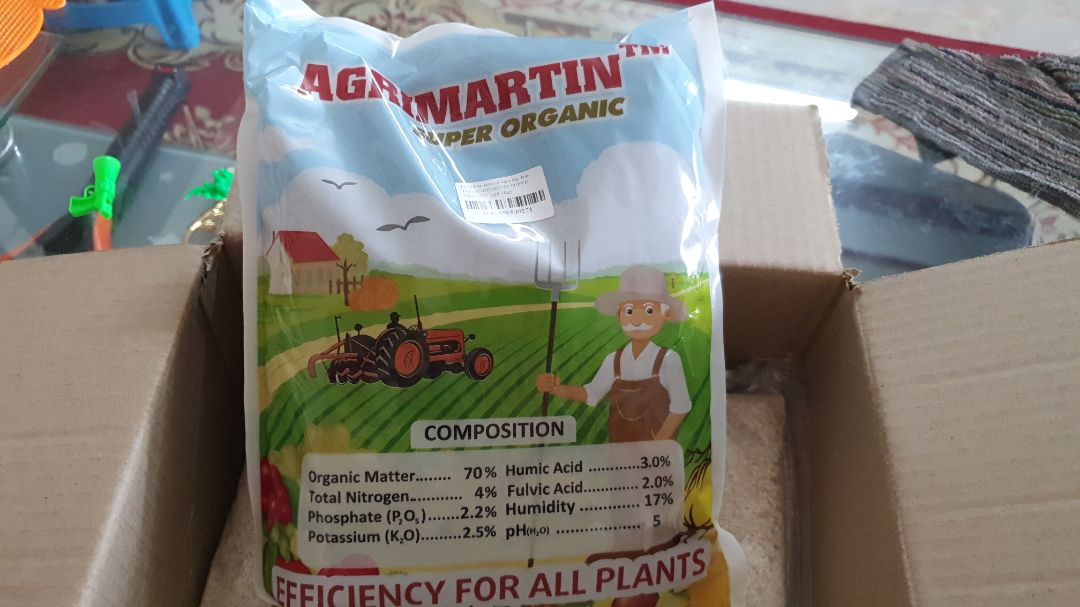 AGRIMARTIN™
SUPER ORGANIC
COMPOSITION
Organic Matter........ 70%
Total Nitrogen............ 4%
Phosphate (P₂O₅)......2.2%
Potassium (K₂O).........2.5%
Humic Acid .............3.0%
Fulvic Acid.............. 2.0%
Humidity ................ 17%
pH(H₂O) .................... 5
EFFICIENCY FOR ALL PLANTS